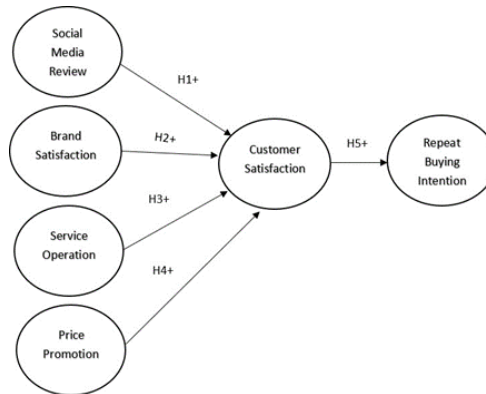 Social
Media
Review
H1+
Brand
Satisfaction
H2+
Customer
Satisfaction
H5+
Repeat
Buying
Intention
H3+
Service
Operation
H4+
Price
Promotion